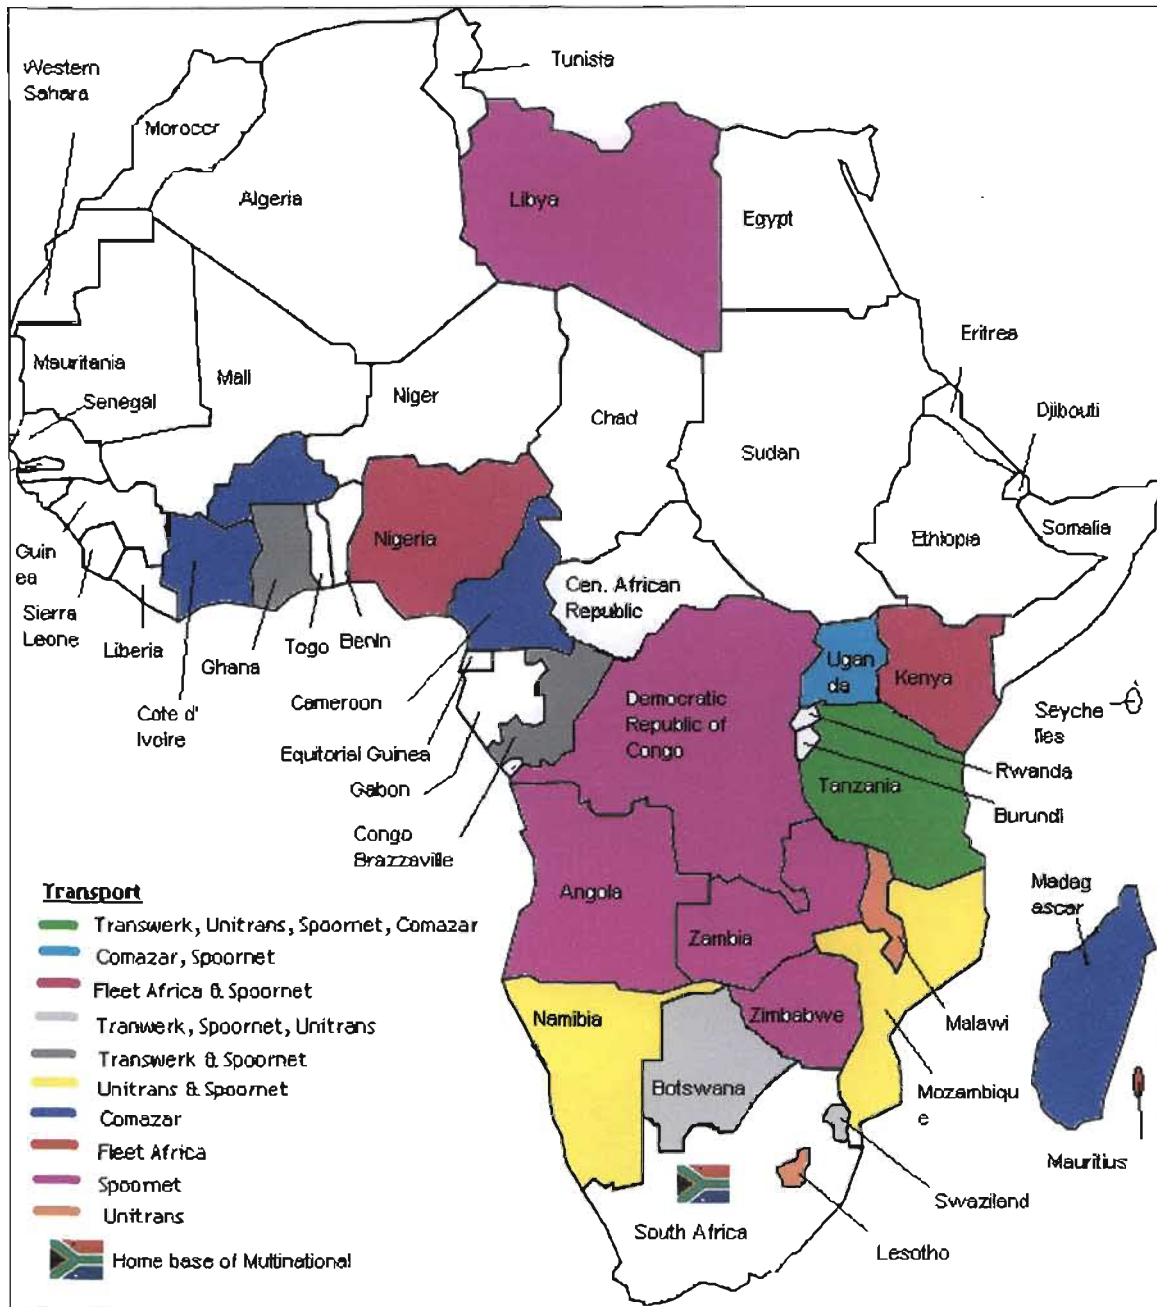 Tunisia
Western
Sahara
Moroccr
Algeria
Libya
Egypt
Eritrea
Mauritania
Mali
Niger
Senegal
Chad
Djibouti
Sudan
Nigeria
Ethiopia
Somalia
Guin
ea
Cen. African
Republic
Sierra
Leone
Liberia
Ghana
Togo
Benin
Ugan
da
Kenya
Cameroon
Democratic
Republic of
Congo
Cote d'
Ivoire
Seyche
lles
Equitorial Guinea
Rwanda
Gabon
Tanzania
Burundi
Congo
Brazzaville
Angola
Madag
ascar
Zambia
Namibia
Zimbabwe
Malawi
Botswana
Mozambiqu
e
Mauritius
Swaziland
South Africa
Lesotho
Transport
Transwerk, Unitrans, Spoornet, Comazar
Comazar, Spoornet
Fleet Africa & Spoornet
Tranwerk, Spoornet, Unitrans
Transwerk & Spoornet
Unitrans & Spoornet
Comazar
Fleet Africa
Spoornet
Unitrans
Home base of Multinational